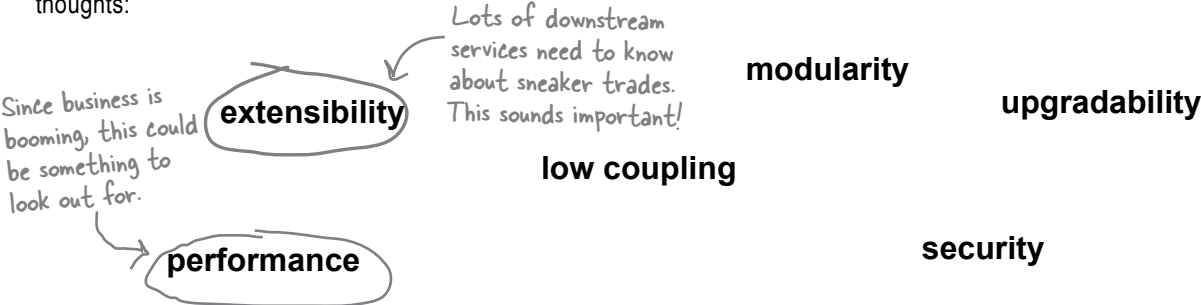 thoughts:
Lots of downstream
services need to know
about sneaker trades.
This sounds important!
Since business is
booming, this could
be something to
look out for.
extensibility
modularity
upgradability
low coupling
performance
security